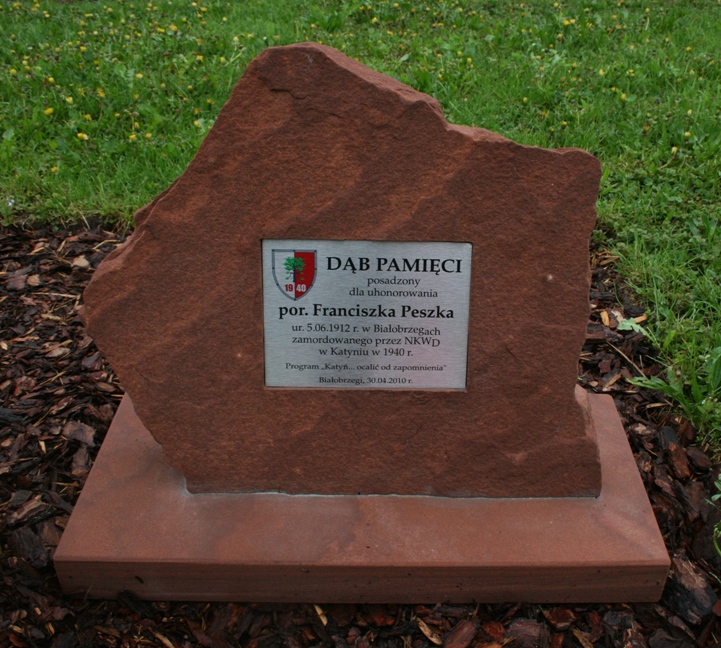 DĄB PAMIĘCI
posadzony
dla uhonorowania
por. Franciszka Peszka
ur. 5.06.1912 r. w Białobrzegach
zamordowanego przez NKWD
w Katyniu w 1940 r.
Program „Katyń... ocalić od zapomnienia"
Białobrzegi, 30.04.2010 r.
1940